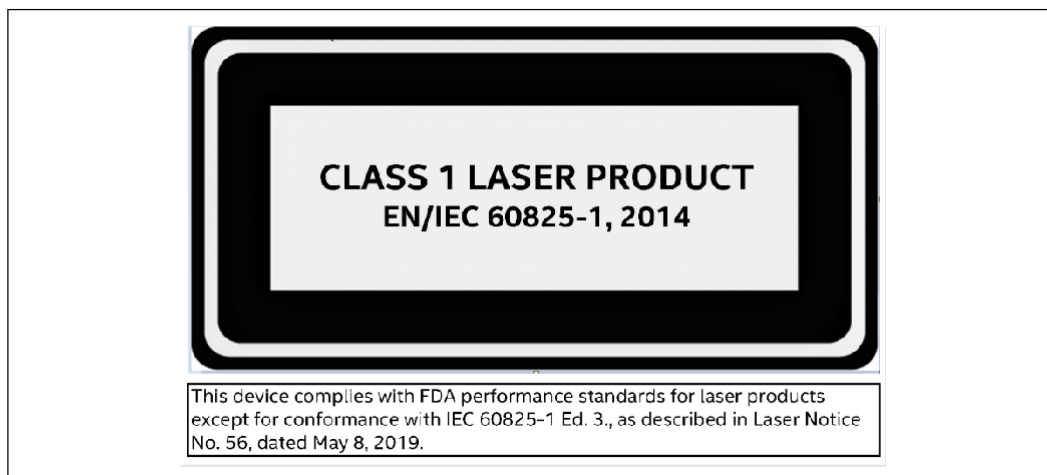 CLASS 1 LASER PRODUCT
EN/IEC 60825-1, 2014
This device complies with FDA performance standards for laser products
except for conformance with IEC 60825-1 Ed. 3., as described in Laser Notice
No. 56, dated May 8, 2019.